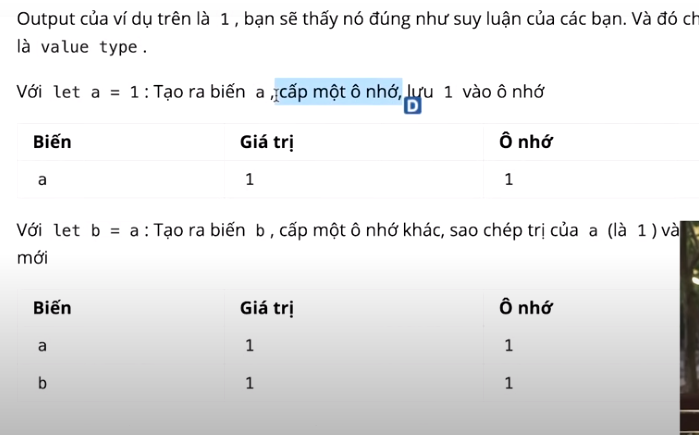 Output của ví dụ trên là 1 , bạn sẽ thấy nó đúng như suy luận của các bạn. Và đó
là value type .
Với let a = 1 : Tạo ra biến a , cấp một ô nhớ, lưu 1 vào ô nhớ
D
Biến Giá trị Ô nhớ
a 1 1
Với let b = a : Tạo ra biến b , cấp một ô nhớ khác, sao chép trị của a (là 1 ) và
mới
Biến Giá trị Ô nhớ
a 1 1
b 1 1